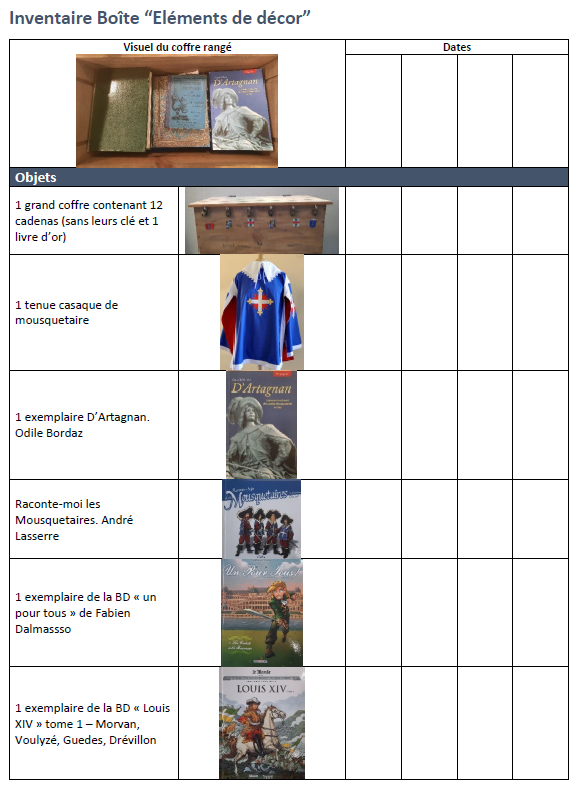 Inventaire Boîte “Eléments de décor”
Visuel du coffre rangé
Dates
D'Artagnan
Objets
1 grand coffre contenant 12
cadenas (sans leurs clé et 1
livre d’or)
1 tenue casaque de
mousquetaire
1 exemplaire D’Artagnan.
Odile Bordaz
D'Artagnan
Raconte-moi les
Mousquetaires. André
Lasserre
Mousquetaires
1 exemplaire de la BD « un
pour tous » de Fabien
Dalmassso
Un Pour Tous!
1 exemplaire de la BD « Louis
XIV » tome 1 – Morvan,
Voulyzé, Guedes, Drévillon
Le Monde
LOUIS XIV